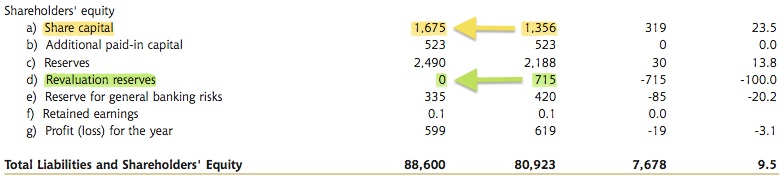 Shareholders' equity
a) Share capital 1,675 1,356 319 23.5
b) Additional paid-in capital 523 523 0 0.0
c) Reserves 2,490 2,188 30 13.8
d) Revaluation reserves 0 715 -715 -100.0
e) Reserve for general banking risks 335 420 -85 -20.2
f) Retained earnings 0.1 0.1 0.0
g) Profit (loss) for the year 599 619 -19 -3.1
Total Liabilities and Shareholders' Equity 88,600 80,923 7,678 9.5